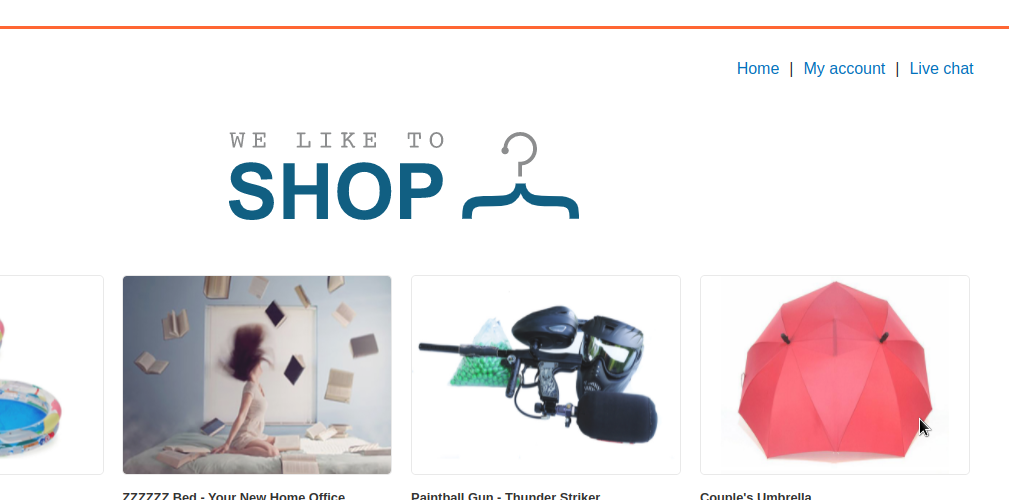 Home | My account | Live chat
WE LIKE TO
SHOP
ZZZZZZ Bed - Your New Home Office
Paintball Gun - Thunder Striker
Couple's Umbrella